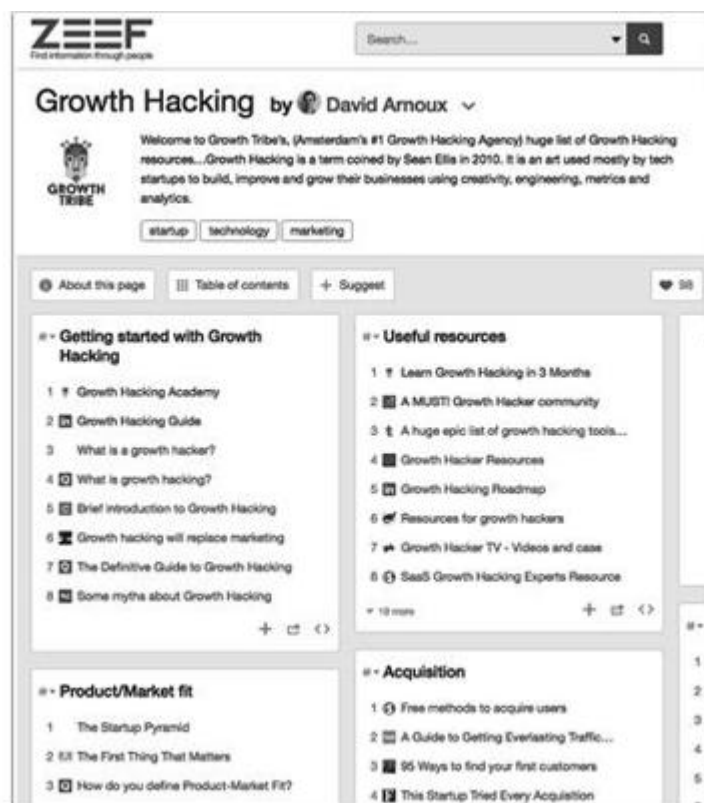 ZEEF
Find information through people
Search...
Growth Hacking by David Arnoux
GROWTH
TRIBE
Welcome to Growth Tribe's, (Amsterdam's #1 Growth Hacking Agency) huge list of Growth Hacking
resources...Growth Hacking is a term coined by Sean Ellis in 2010. It is an art used mostly by tech
startups to build, improve and grow their businesses using creativity, engineering, metrics and
analytics.
startup technology marketing
About this page Table of contents + Suggest 98
Getting started with Growth
Hacking
1 Growth Hacking Academy
2 Growth Hacking Guide
3 What is a growth hacker?
4 What is growth hacking?
5 Brief introduction to Growth Hacking
6 Growth hacking will replace marketing
7 The Definitive Guide to Growth Hacking
8 Some myths about Growth Hacking
Useful resources
1 Learn Growth Hacking in 3 Months
2 A MUST! Growth Hacker community
3 A huge epic list of growth hacking tools...
4 Growth Hacker Resources
5 Growth Hacking Roadmap
6 Resources for growth hackers
7 Growth Hacker TV - Videos and case
8 SaaS Growth Hacking Experts Resource
more
Product/Market fit
1 The Startup Pyramid
2 The First Thing That Matters
3 How do you define Product-Market Fit?
Acquisition
1 Free methods to acquire users
2 A Guide to Getting Everlasting Traffic...
3 95 Ways to find your first customers
4 This Startup Tried Every Acquisition
1
2
3
4
5